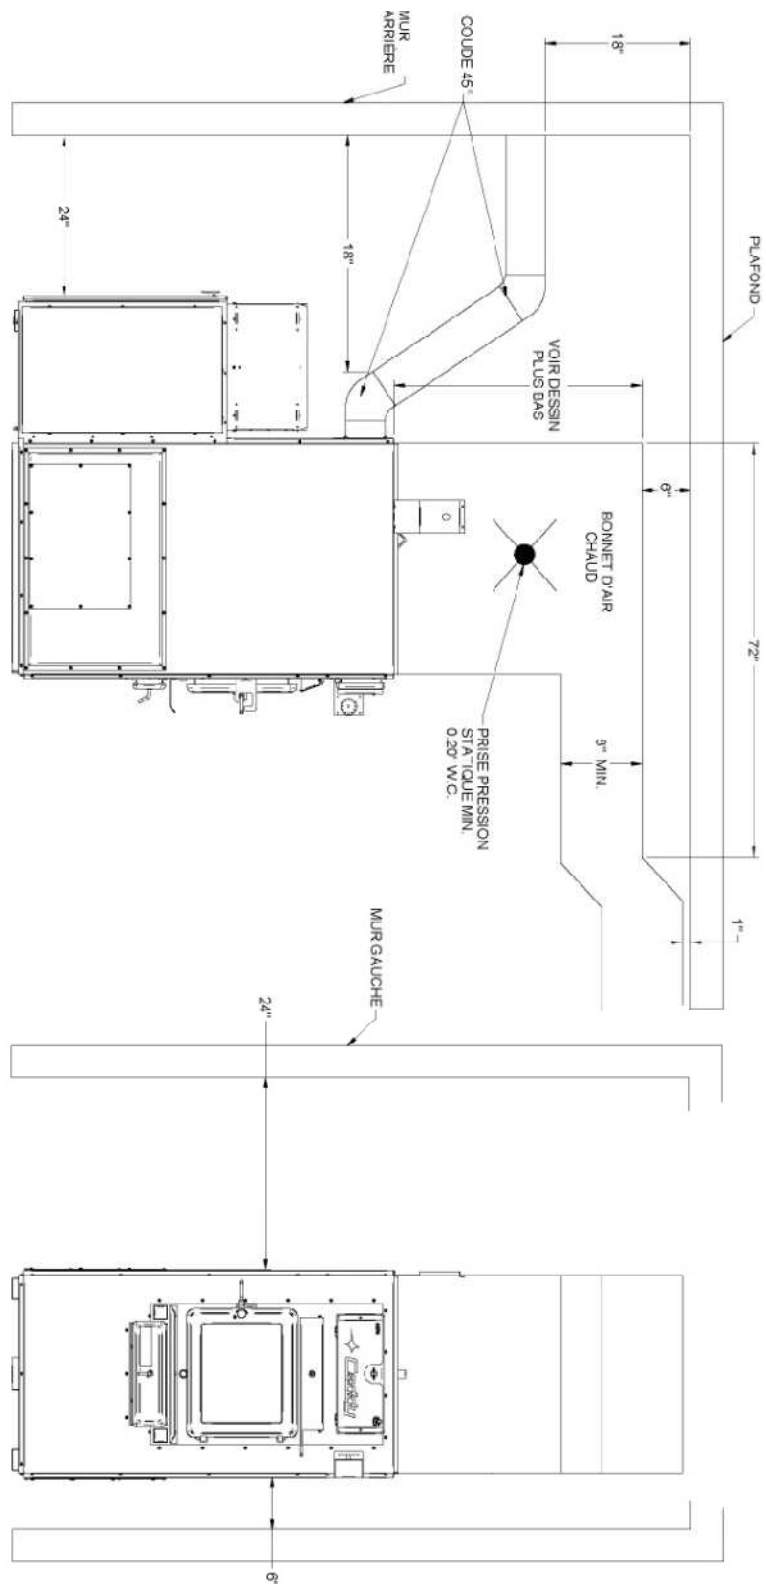 MUR
ARRIÈRE
COUDE 45°
18"
24"
18"
PLAFOND
VOIR DESSIN
PLUS BAS
6"
BONNET D'AIR
CHAUD
72"
PRISE PRESSION
STATIQUE MIN.
0.20" W.C.
MIN.
1"
MUR GAUCHE
24"
6"